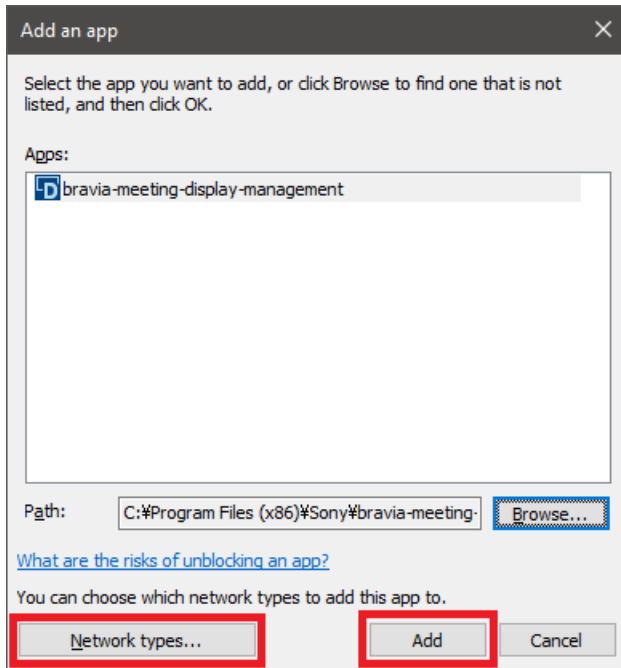 Add an app
Select the app you want to add, or click Browse to find one that is not
listed, and then click OK.
Apps:
bravia-meeting-display-management
Path:
C:¥Program Files (x86)¥Sony¥bravia-meeting-
Browse...
What are the risks of unblocking an app?
You can choose which network types to add this app to.
Network types...
Add
Cancel